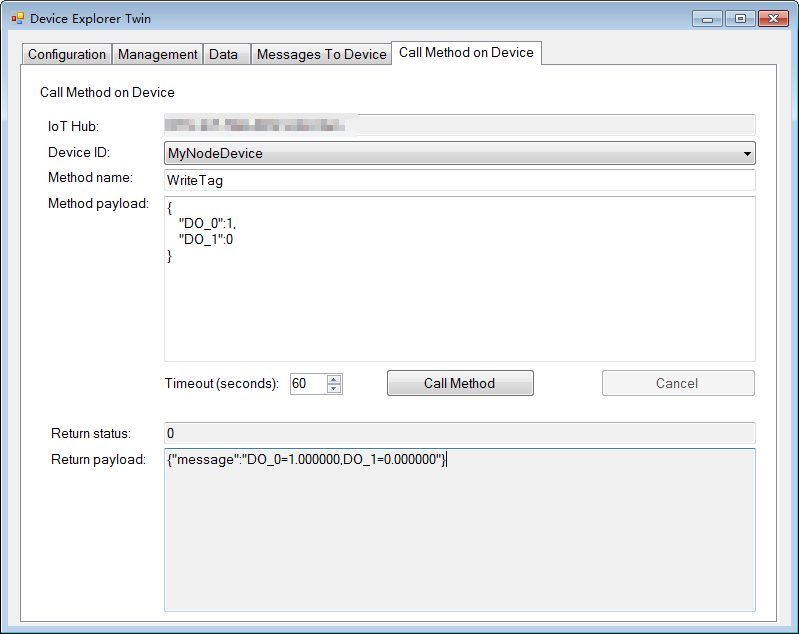 Device Explorer Twin
Configuration Management Data Messages To Device Call Method on Device
Call Method on Device
IoT Hub:
Device ID: MyNodeDevice
Method name: WriteTag
Method payload: {
"DO_0":1,
"DO_1":0
}
Timeout (seconds): 60 Call Method Cancel
Return status: 0
Return payload: {"message":"DO_0=1.000000,DO_1=0.000000"}